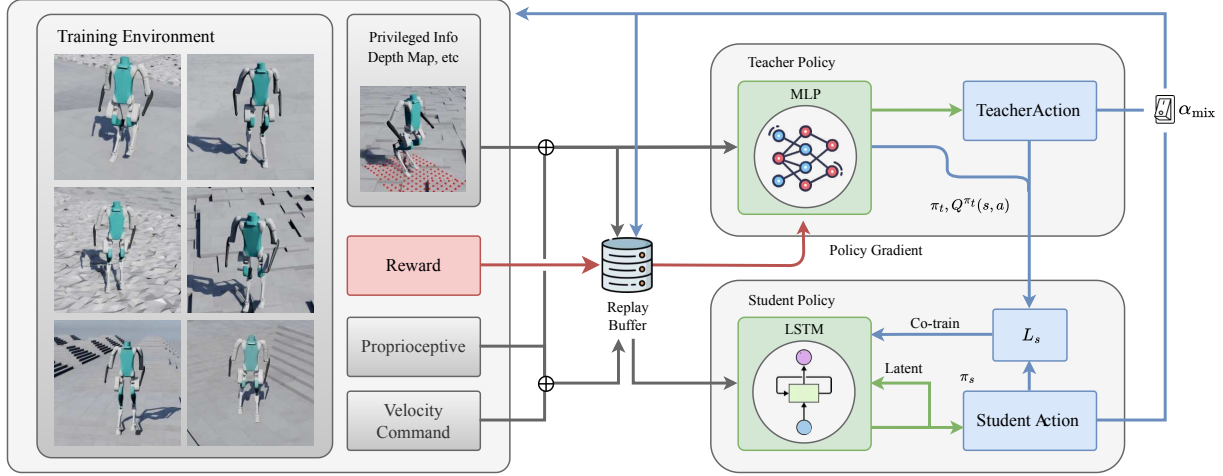 Training Environment
Privileged Info
Depth Map, etc
Reward
Proprioceptive
Velocity
Command
Replay
Buffer
Teacher Policy
MLP
TeacherAction
α_mix
π_t, Q^{π_t}(s, a)
Policy Gradient
Student Policy
LSTM
Co-train
L_s
Latent
π_s
Student Action